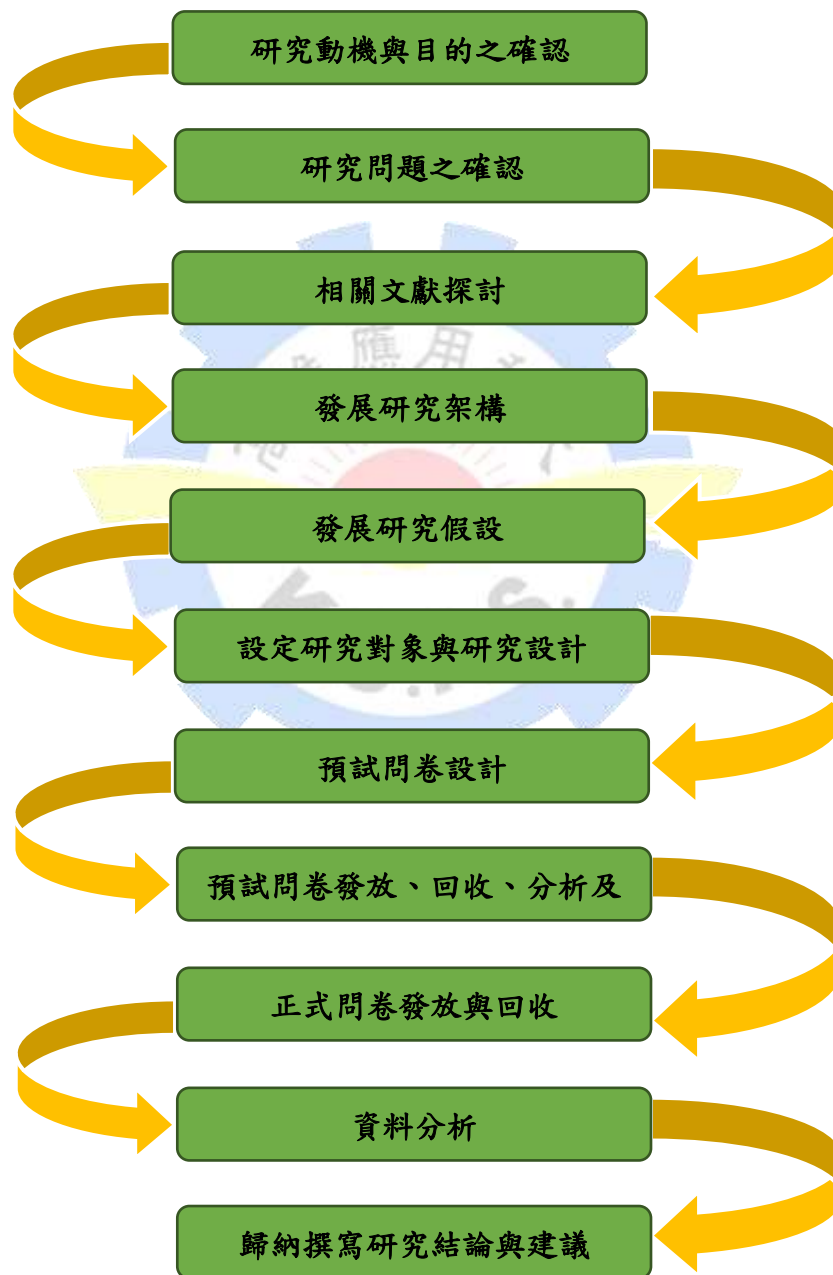 研究動機與目的之確認
研究問題之確認
相關文獻探討
應用
發展研究架構
發展研究假設
設定研究對象與研究設計
預試問卷設計
預試問卷發放、回收、分析及
正式問卷發放與回收
資料分析
歸納撰寫研究結論與建議